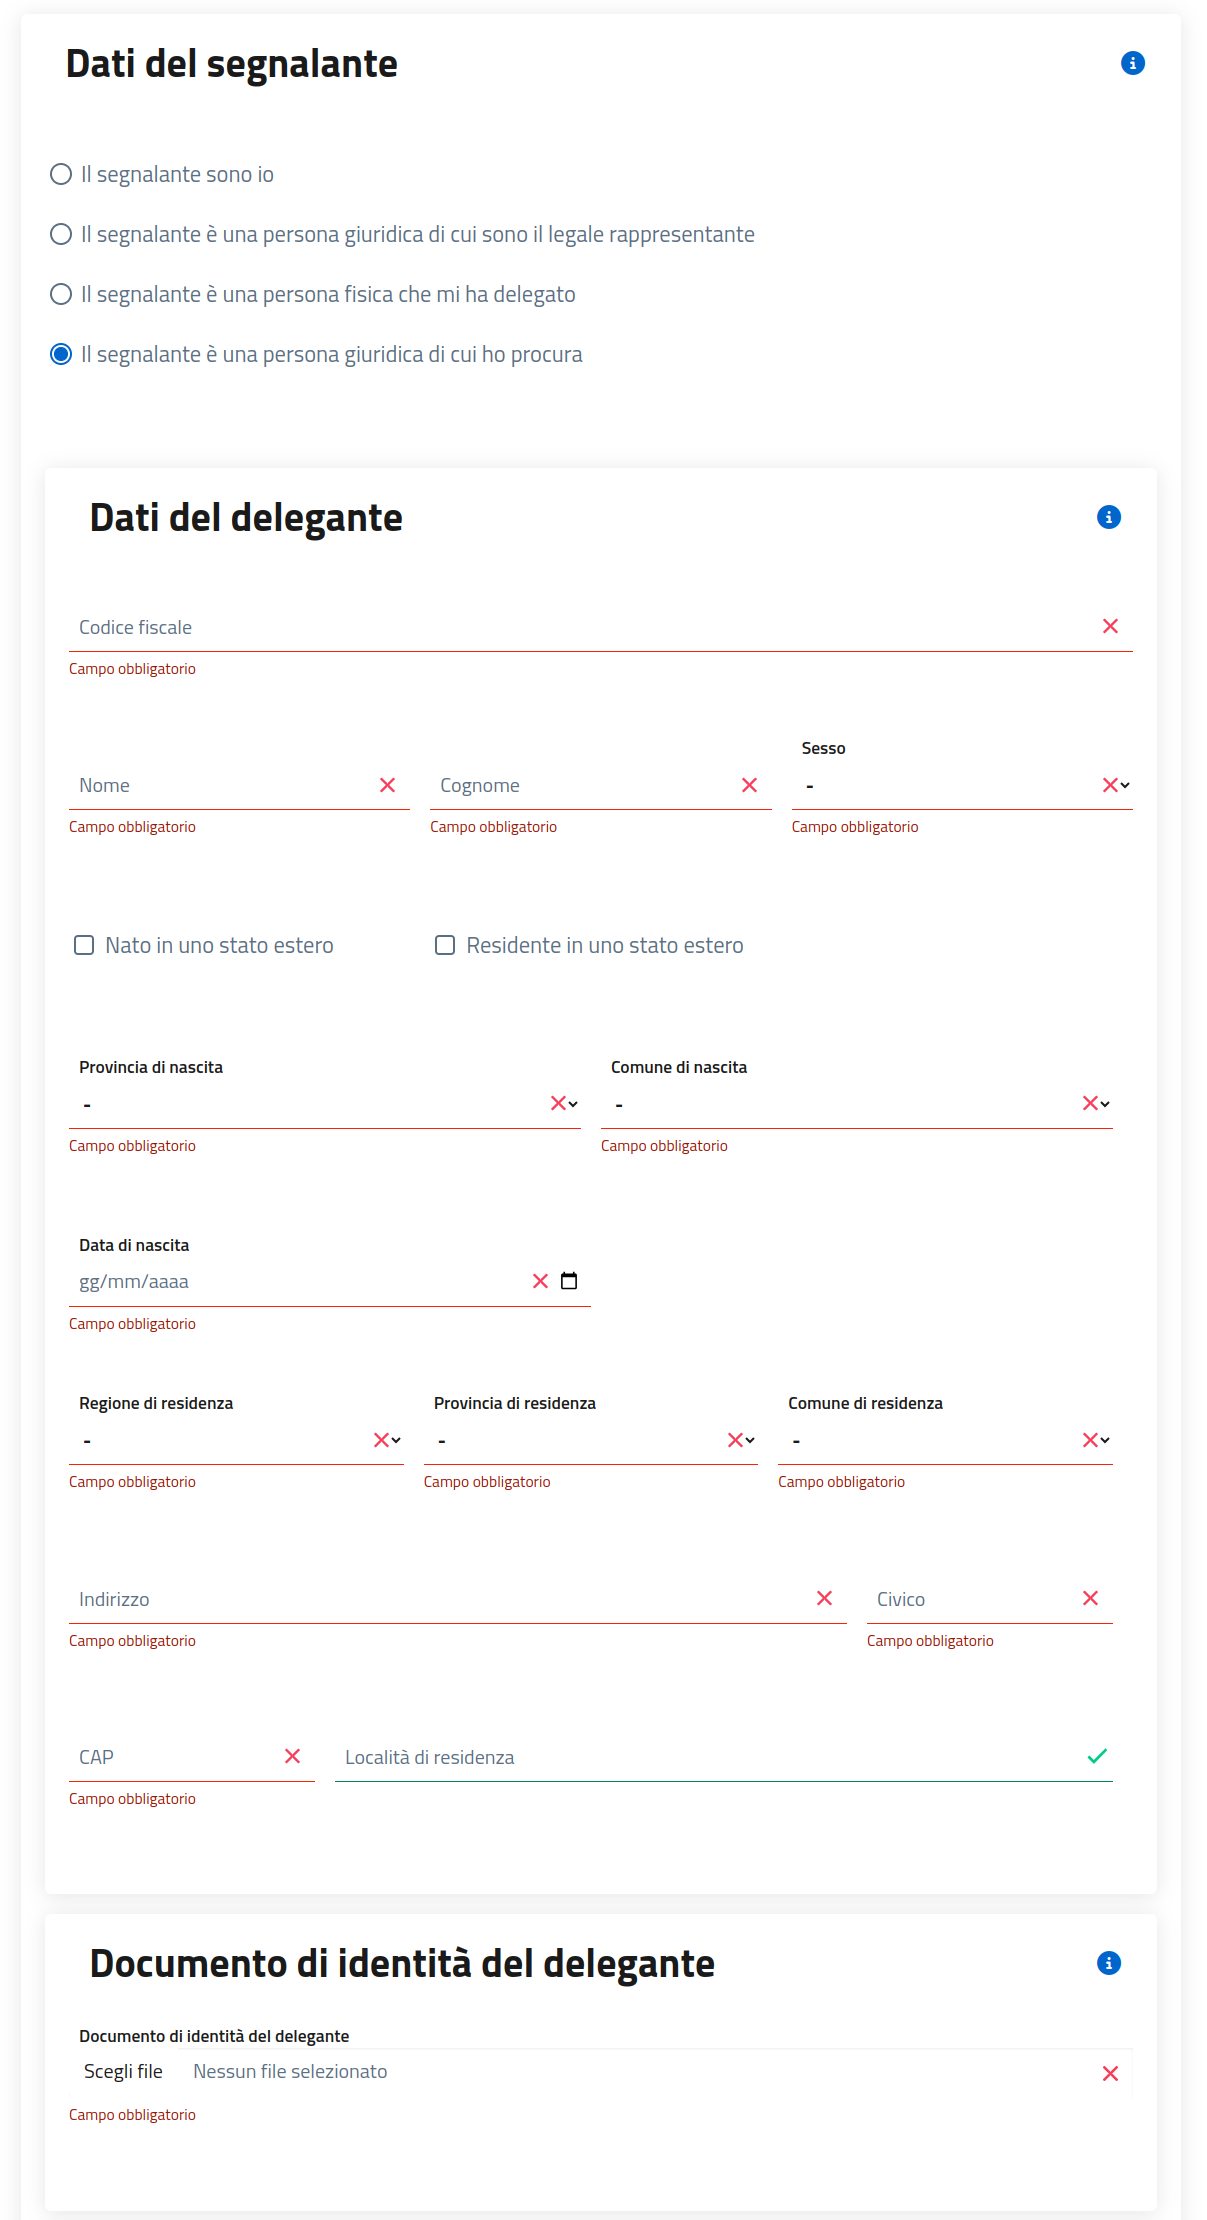 Dati del segnalante
Il segnalante sono io
Il segnalante è una persona giuridica di cui sono il legale rappresentante
Il segnalante è una persona fisica che mi ha delegato
Il segnalante è una persona giuridica di cui ho procura
Dati del delegante
Codice fiscale
Campo obbligatorio
Sesso
Nome Cognome -
Campo obbligatorio Campo obbligatorio Campo obbligatorio
Nato in uno stato estero Residente in uno stato estero
Provincia di nascita Comune di nascita
- -
Campo obbligatorio Campo obbligatorio
Data di nascita
gg/mm/aaaa
Campo obbligatorio
Regione di residenza Provincia di residenza Comune di residenza
- - -
Campo obbligatorio Campo obbligatorio Campo obbligatorio
Indirizzo Civico
Campo obbligatorio Campo obbligatorio
CAP Località di residenza
Campo obbligatorio
Documento di identità del delegante
Documento di identità del delegante
Scegli file Nessun file selezionato
Campo obbligatorio